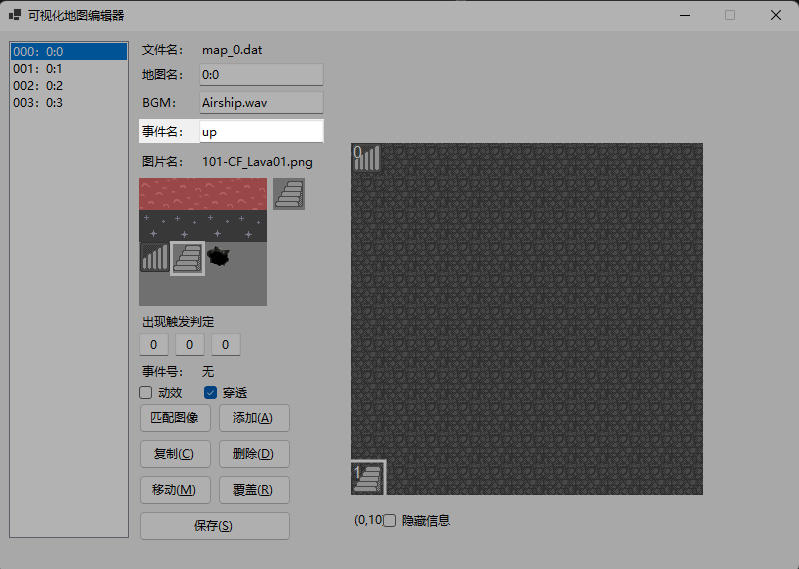 可视化地图编辑器
000：0:0
001：0:1
002：0:2
003：0:3
文件名： map_0.dat
地图名： 0:0
BGM： Airship.wav
事件名： up
图片名： 101-CF_Lava01.png
出现触发判定
0 0 0
事件号： 无
动效 穿透
匹配图像 添加(A)
复制(C) 删除(D)
移动(M) 覆盖(R)
保存(S)
0
1
(0,10 隐藏信息